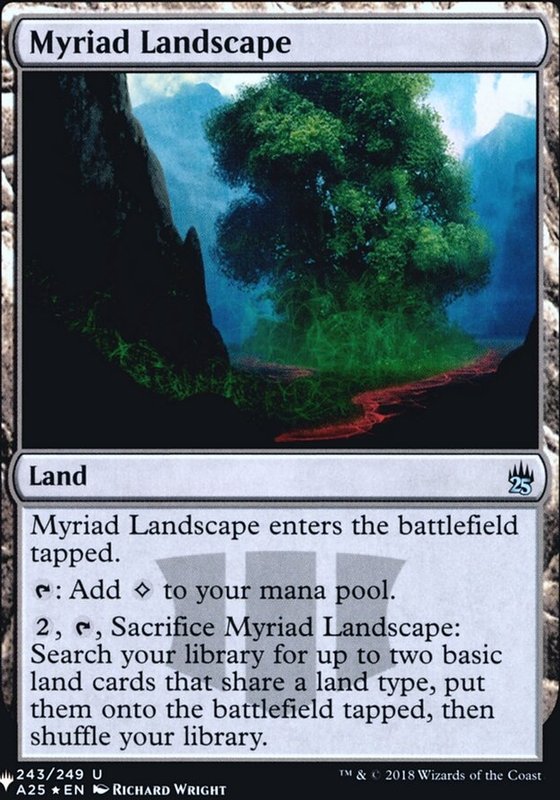 Myriad Landscape
Land
25
Myriad Landscape enters the battlefield
tapped.
: Add to your mana pool.
2, , Sacrifice Myriad Landscape:
Search your library for up to two basic
land cards that share a land type, put
them onto the battlefield tapped, then
shuffle your library.
243/249 U
A25 ★ EN Richard Wright
™ & © 2018 Wizards of the Coast